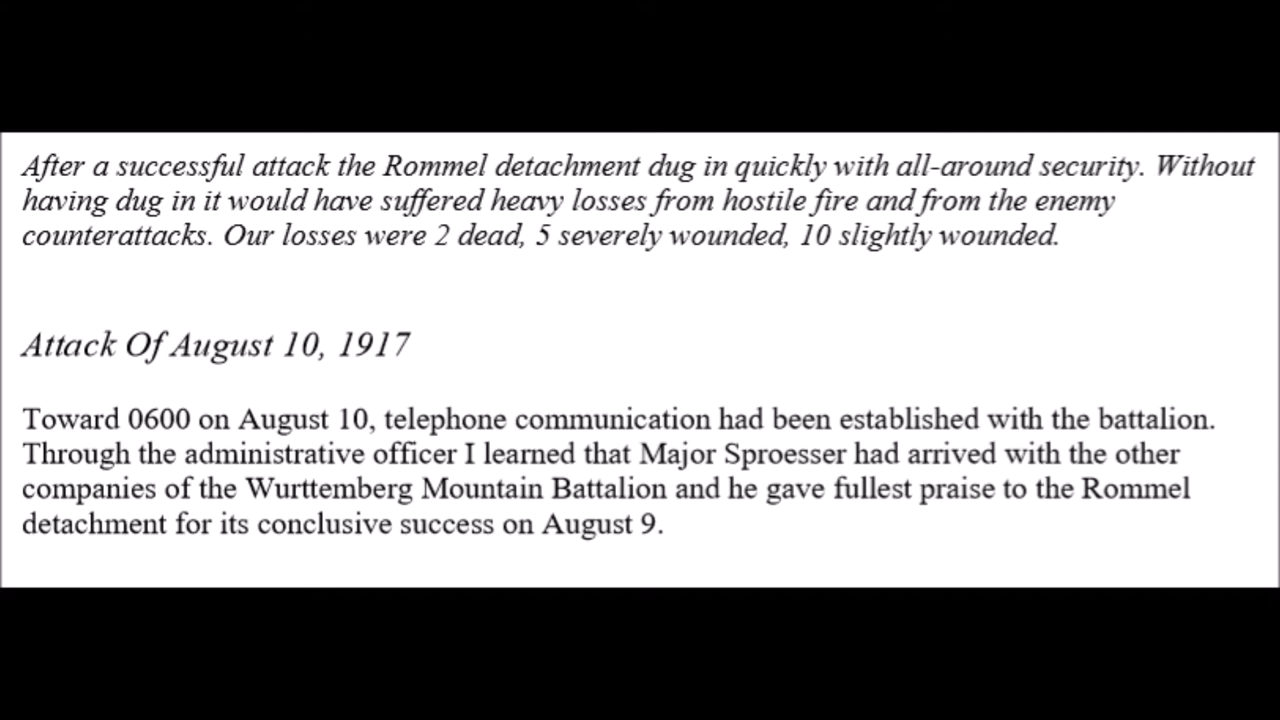 After a successful attack the Rommel detachment dug in quickly with all-around security. Without
having dug in it would have suffered heavy losses from hostile fire and from the enemy
counterattacks. Our losses were 2 dead, 5 severely wounded, 10 slightly wounded.
Attack Of August 10, 1917
Toward 0600 on August 10, telephone communication had been established with the battalion.
Through the administrative officer I learned that Major Sproesser had arrived with the other
companies of the Wurttemberg Mountain Battalion and he gave fullest praise to the Rommel
detachment for its conclusive success on August 9.